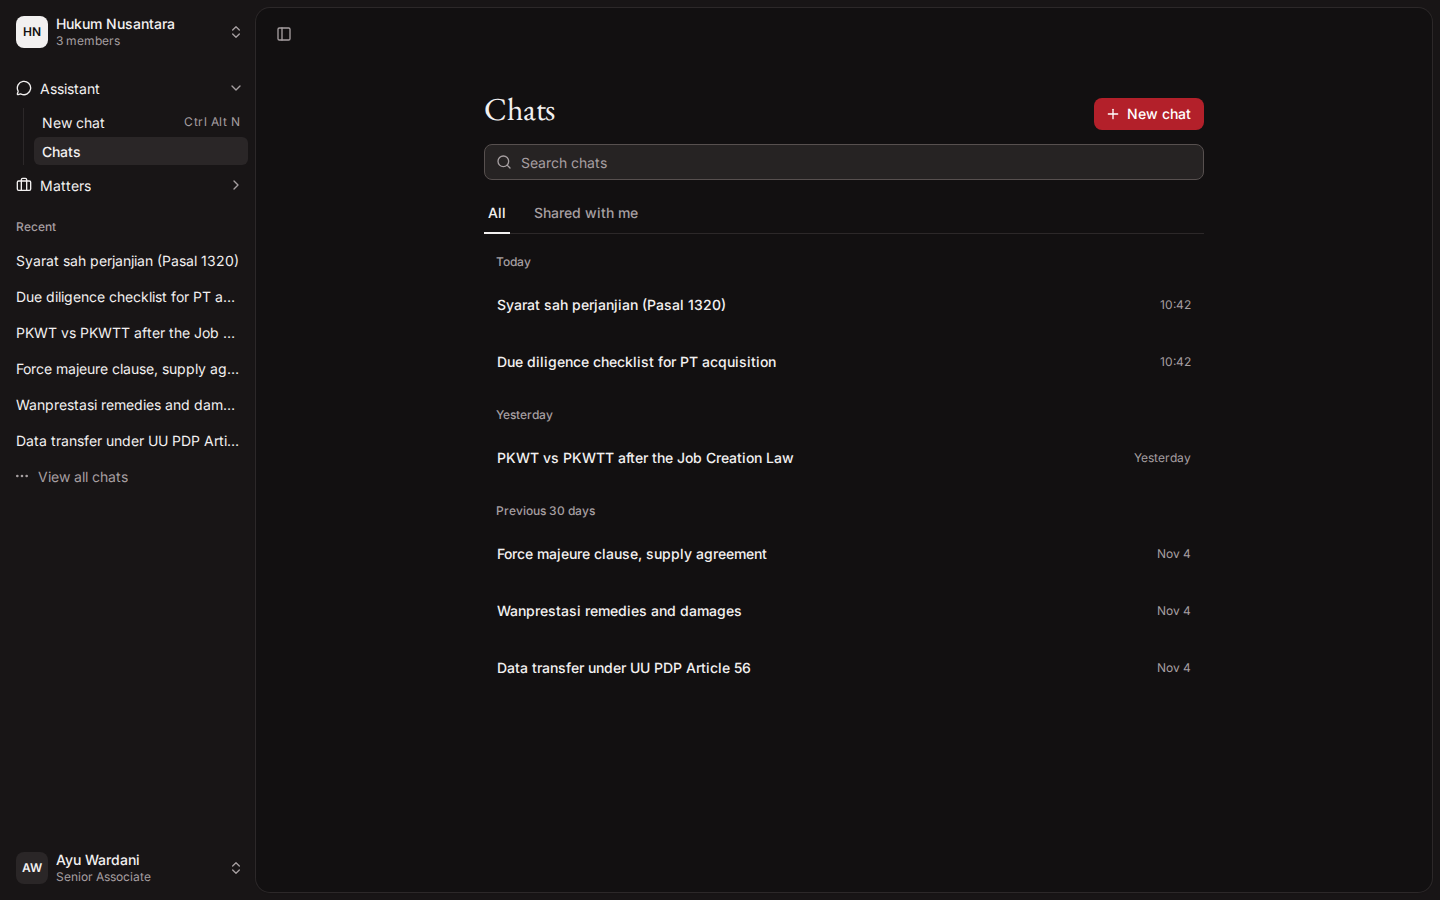 HN
Hukum Nusantara
3 members
Assistant
New chat Ctrl Alt N
Chats
Matters
Recent
Syarat sah perjanjian (Pasal 1320)
Due diligence checklist for PT a...
PKWT vs PKWTT after the Job ...
Force majeure clause, supply ag...
Wanprestasi remedies and dam...
Data transfer under UU PDP Arti...
View all chats
AW
Ayu Wardani
Senior Associate
Chats
New chat
Search chats
All Shared with me
Today
Syarat sah perjanjian (Pasal 1320) 10:42
Due diligence checklist for PT acquisition 10:42
Yesterday
PKWT vs PKWTT after the Job Creation Law Yesterday
Previous 30 days
Force majeure clause, supply agreement Nov 4
Wanprestasi remedies and damages Nov 4
Data transfer under UU PDP Article 56 Nov 4